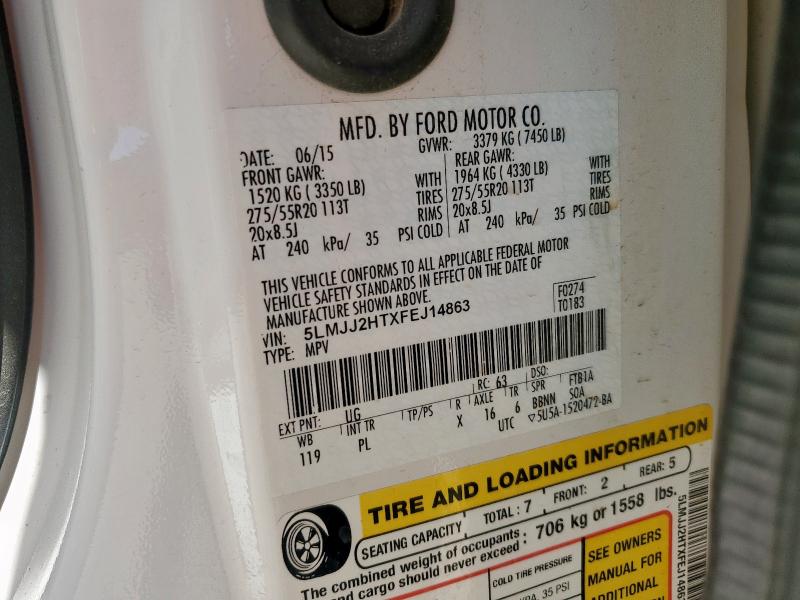 MFD. BY FORD MOTOR CO.
DATE: 06/15 GVWR: 3379 KG ( 7450 LB)
FRONT GAWR: REAR GAWR:
1520 KG ( 3350 LB) WITH 1964 KG ( 4330 LB) WITH
275/55R20 113T TIRES 275/55R20 113T TIRES
20x8.5J RIMS 20x8.5J RIMS
AT 240 kPa/ 35 PSI COLD AT 240 kPa/ 35 PSI COLD
THIS VEHICLE CONFORMS TO ALL APPLICABLE FEDERAL MOTOR
VEHICLE SAFETY STANDARDS IN EFFECT ON THE DATE OF
MANUFACTURE SHOWN ABOVE.
F0274
T0183
VIN: 5LMJJ2HTXFEJ14863
TYPE: MPV
EXT PNT: UG RC: 63 DSO:
WB INT TR TP/PS R AXLE TR SPR FTB1A
119 PL X 16 6 BBNN SOA
UTC ▽5U5A-1520472-BA
TIRE AND LOADING INFORMATION
SEATING CAPACITY TOTAL : 7 FRONT: 2 REAR: 5
The combined weight of occupants
and cargo should never exceed : 706 kg or 1558 lbs.
COLD TIRE PRESSURE
KPA, 35 PSI
SEE OWNERS
MANUAL FOR
ADDITIONAL
5LMJJ2HTXFEJ1486